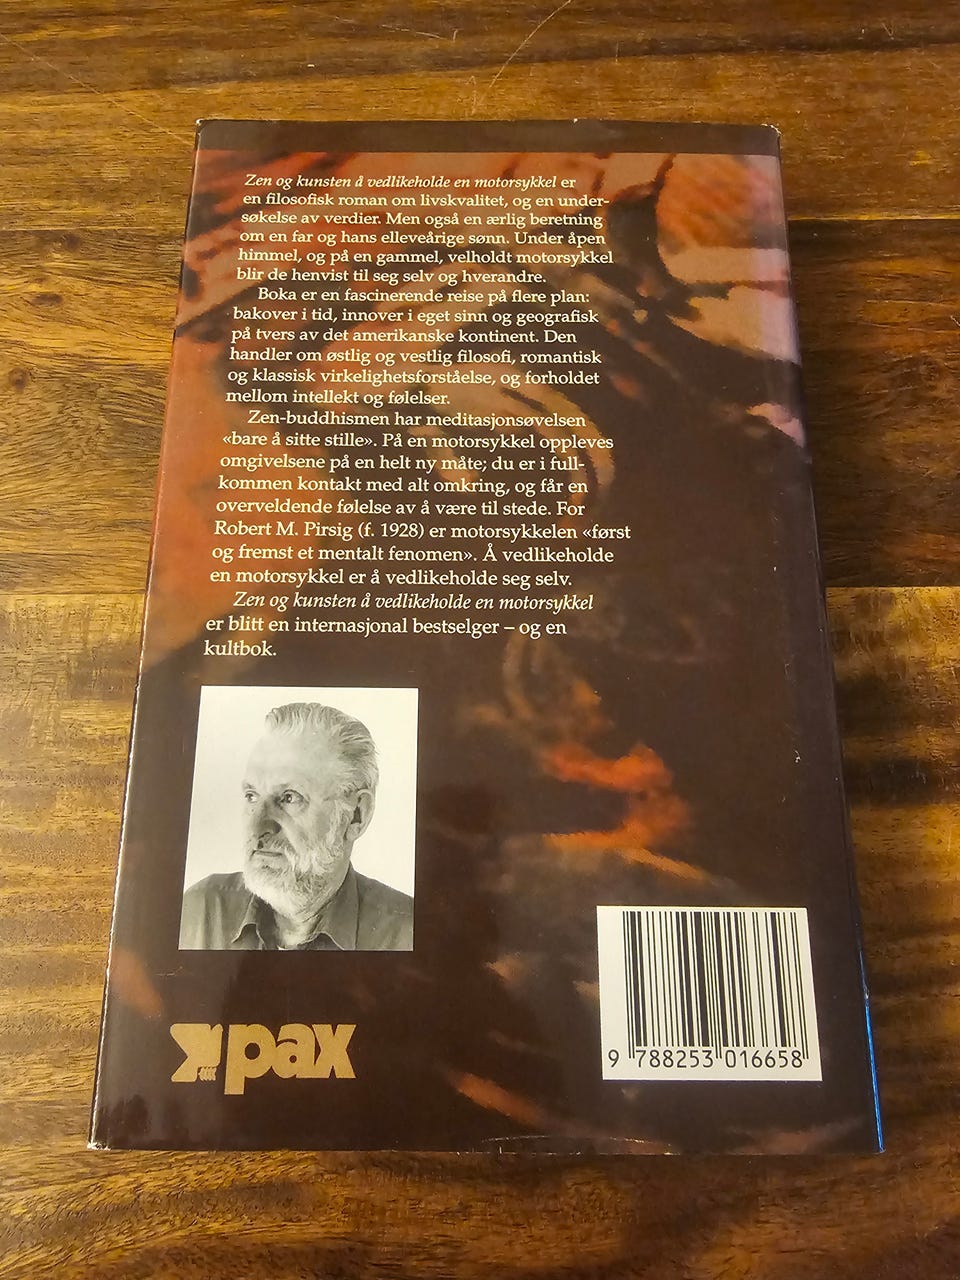 Zen og kunsten å vedlikeholde en motorsykkel er
en filosofisk roman om livskvalitet, og en under-
søkelse av verdier. Men også en ærlig beretning
om en far og hans elleveårige sønn. Under åpen
himmel, og på en gammel, velholdt motorsykkel
blir de henvist til seg selv og hverandre.
Boka er en fascinerende reise på flere plan:
bakover i tid, innover i eget sinn og geografisk
på tvers av det amerikanske kontinent. Den
handler om østlig og vestlig filosofi, romantisk
og klassisk virkelighetsforståelse, og forholdet
mellom intellekt og følelser.
Zen-buddhismen har meditasjonsøvelsen
«bare å sitte stille». På en motorsykkel oppleves
omgivelsene på en helt ny måte; du er i full-
kommen kontakt med alt omkring, og får en
overveldende følelse av å være til stede. For
Robert M. Pirsig (f. 1928) er motorsykkelen «først
og fremst et mentalt fenomen». Å vedlikeholde
en motorsykkel er å vedlikeholde seg selv.
Zen og kunsten å vedlikeholde en motorsykkel
er blitt en internasjonal bestselger – og en
kultbok.
pax
9 788253 016658